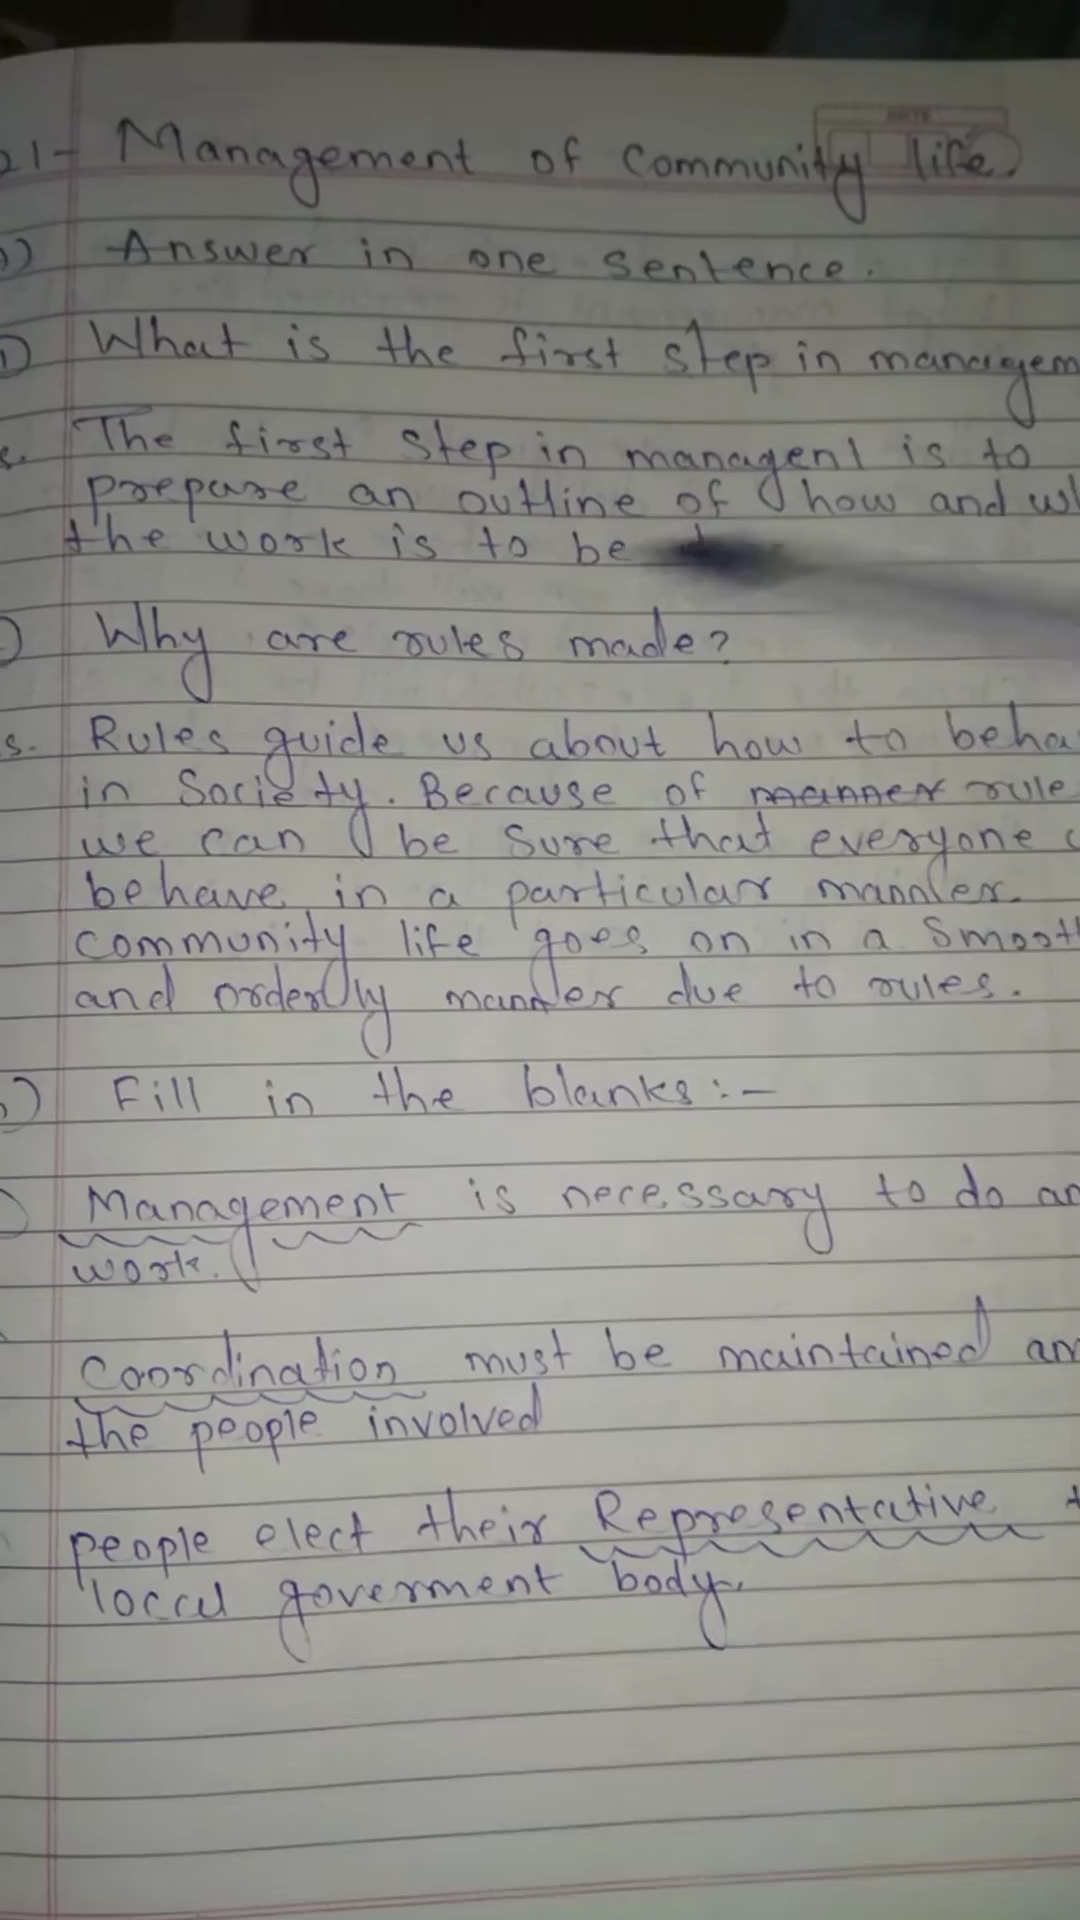 21- Management of Community life.
Answer in one sentence.
What is the first step in managem
The first step in managent is to
prepare an outline of how and
the work is to be
Why are rules made?
s. Rules guide us about how to beha
in Society. Because of rule
we can be Sure that everyone
behave in a particular manner.
community life goes on in a Smoot
and orderly manner due to rules.
Fill in the blanks:-
Management is necessary to do an
work.
Coordination must be maintained am
the people involved
people elect their Representative
local goverment body.